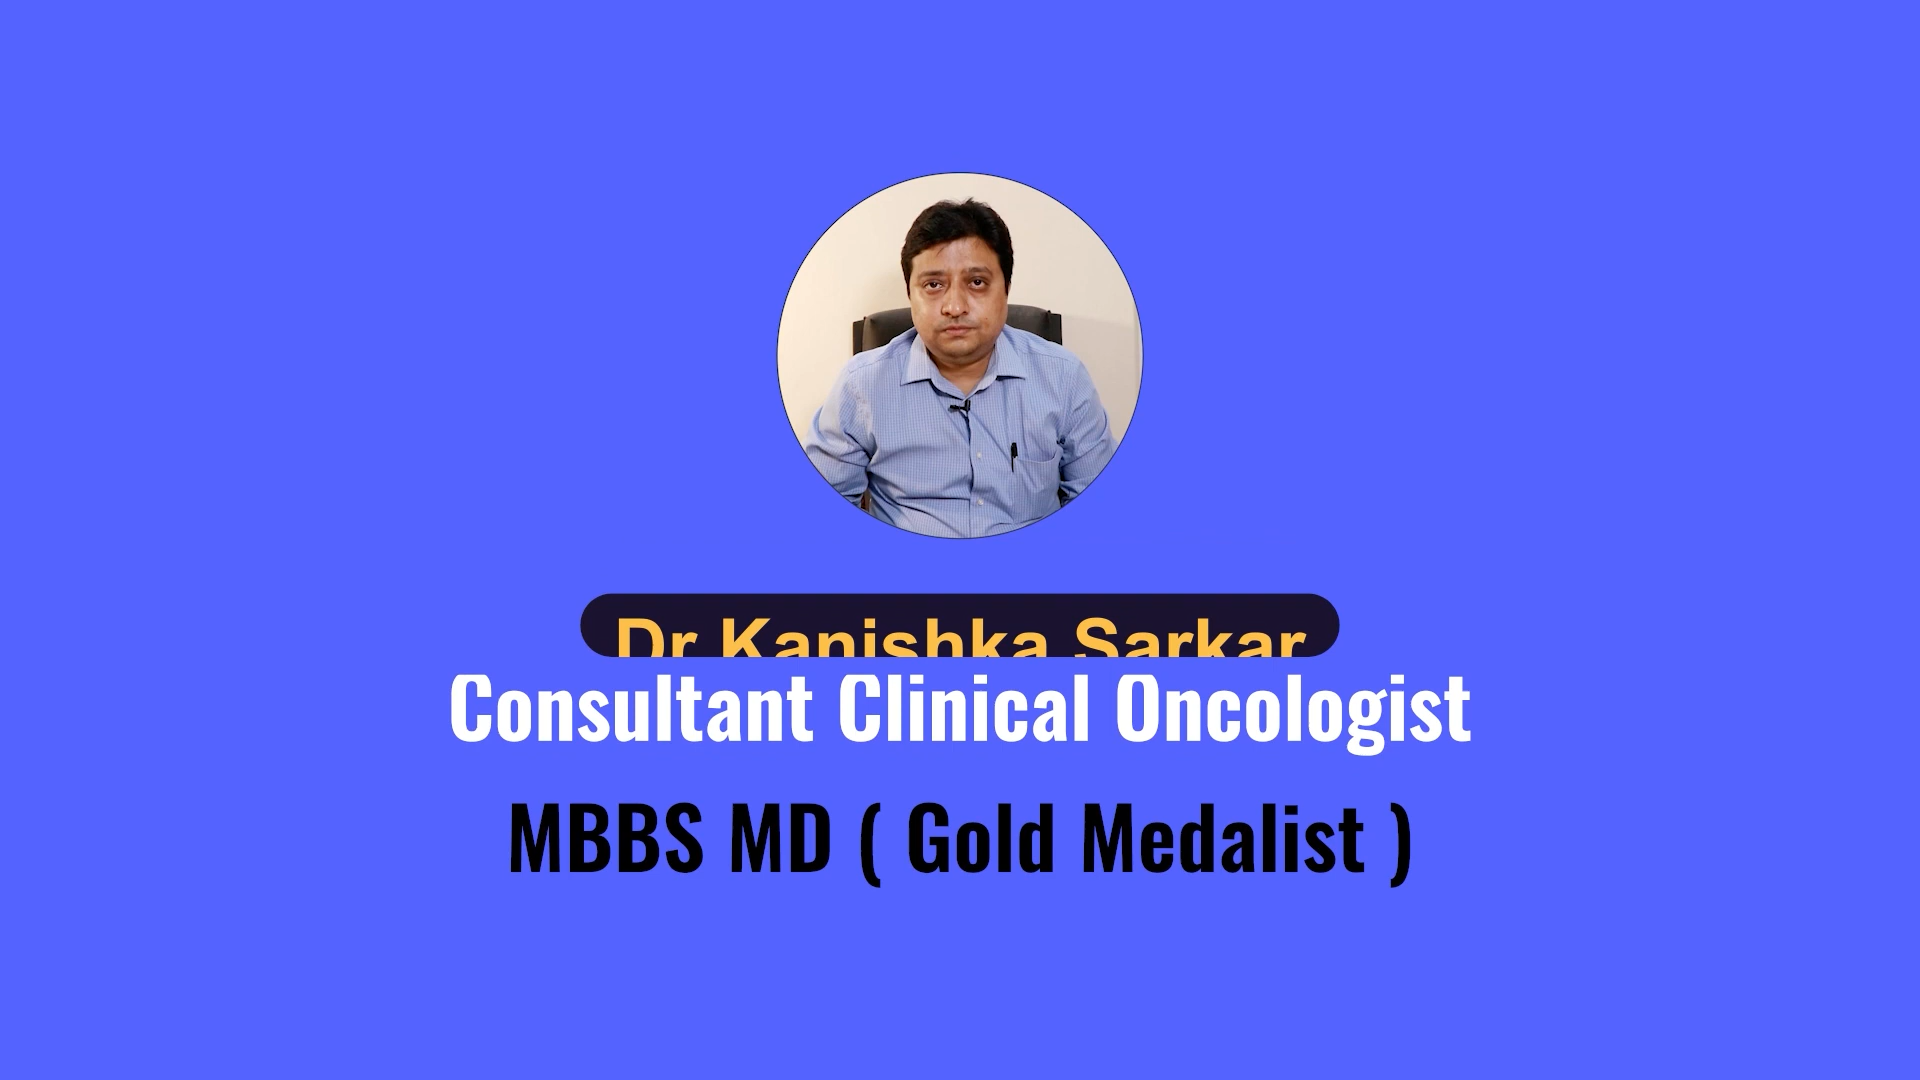 Dr Kanishka Sarkar
Consultant Clinical Oncologist
MBBS MD ( Gold Medalist )